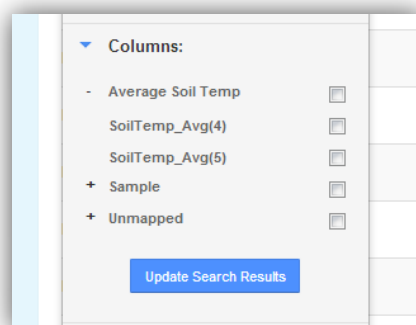 Columns:
- Average Soil Temp
SoilTemp_Avg(4)
SoilTemp_Avg(5)
+ Sample
+ Unmapped
Update Search Results